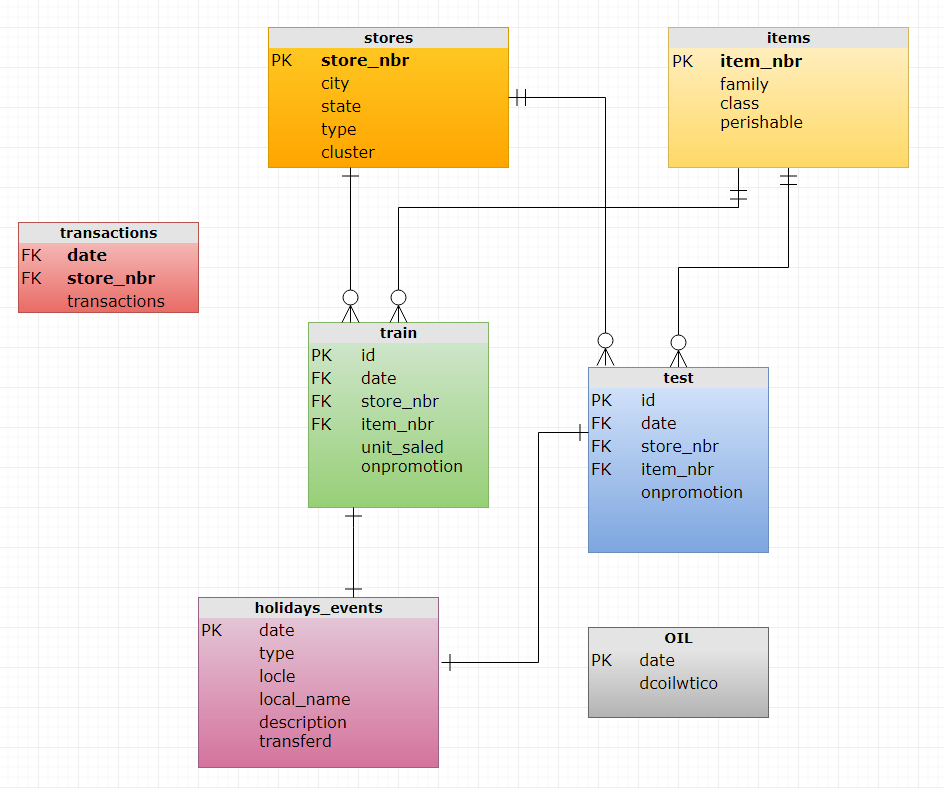 stores
PK store_nbr
city
state
type
cluster
items
PK item_nbr
family
class
perishable
transactions
FK date
FK store_nbr
transactions
train
PK id
FK date
FK store_nbr
FK item_nbr
unit_saled
onpromotion
test
PK id
FK date
FK store_nbr
FK item_nbr
onpromotion
holidays_events
PK date
type
locle
local_name
description
transferd
OIL
PK date
dcoilwtico